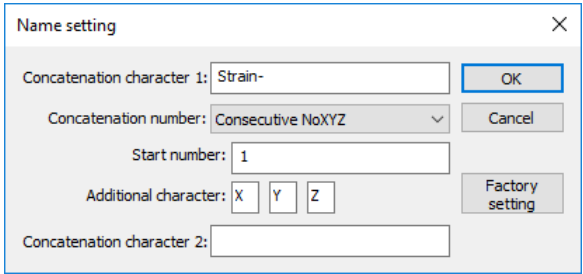 Name setting
Concatenation character 1: Strain- OK
Concatenation number: Consecutive NoXYZ Cancel
Start number: 1
Additional character: X Y Z Factory setting
Concatenation character 2: